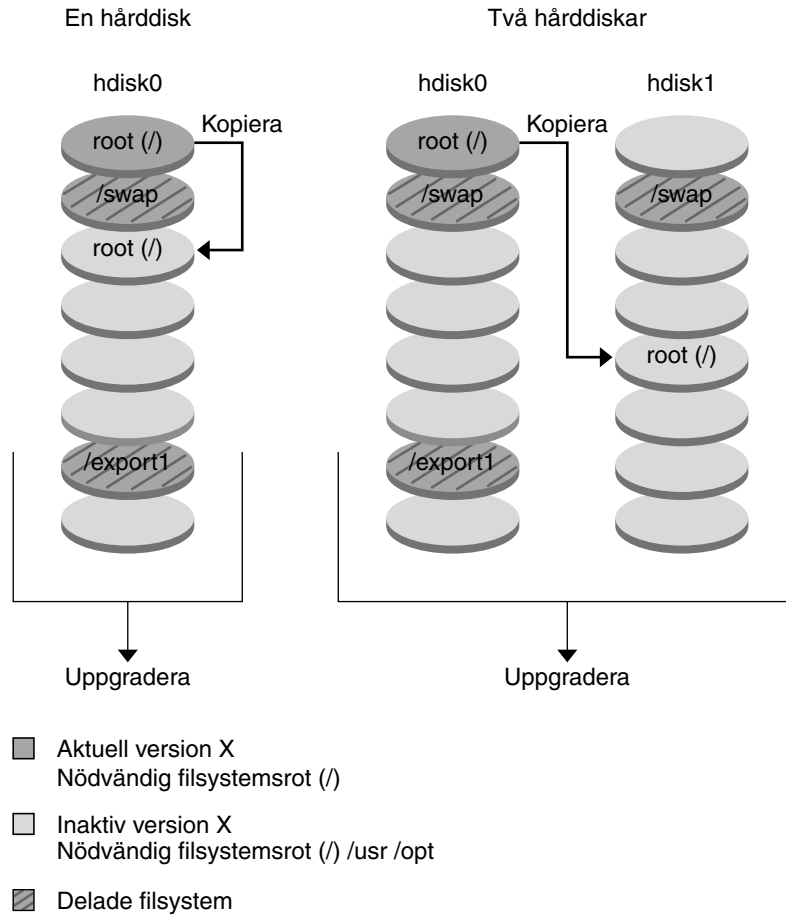 En hårddisk
Två hårddiskar
hdisk0
hdisk0
hdisk1
root (/)
Kopiera
/swap
root (/)
/export1
root (/)
Kopiera
/swap
/export1
/swap
root (/)
Uppgradera
Uppgradera
Aktuell version X
Nödvändig filsystemsrot (/)
Inaktiv version X
Nödvändig filsystemsrot (/) /usr /opt
Delade filsystem